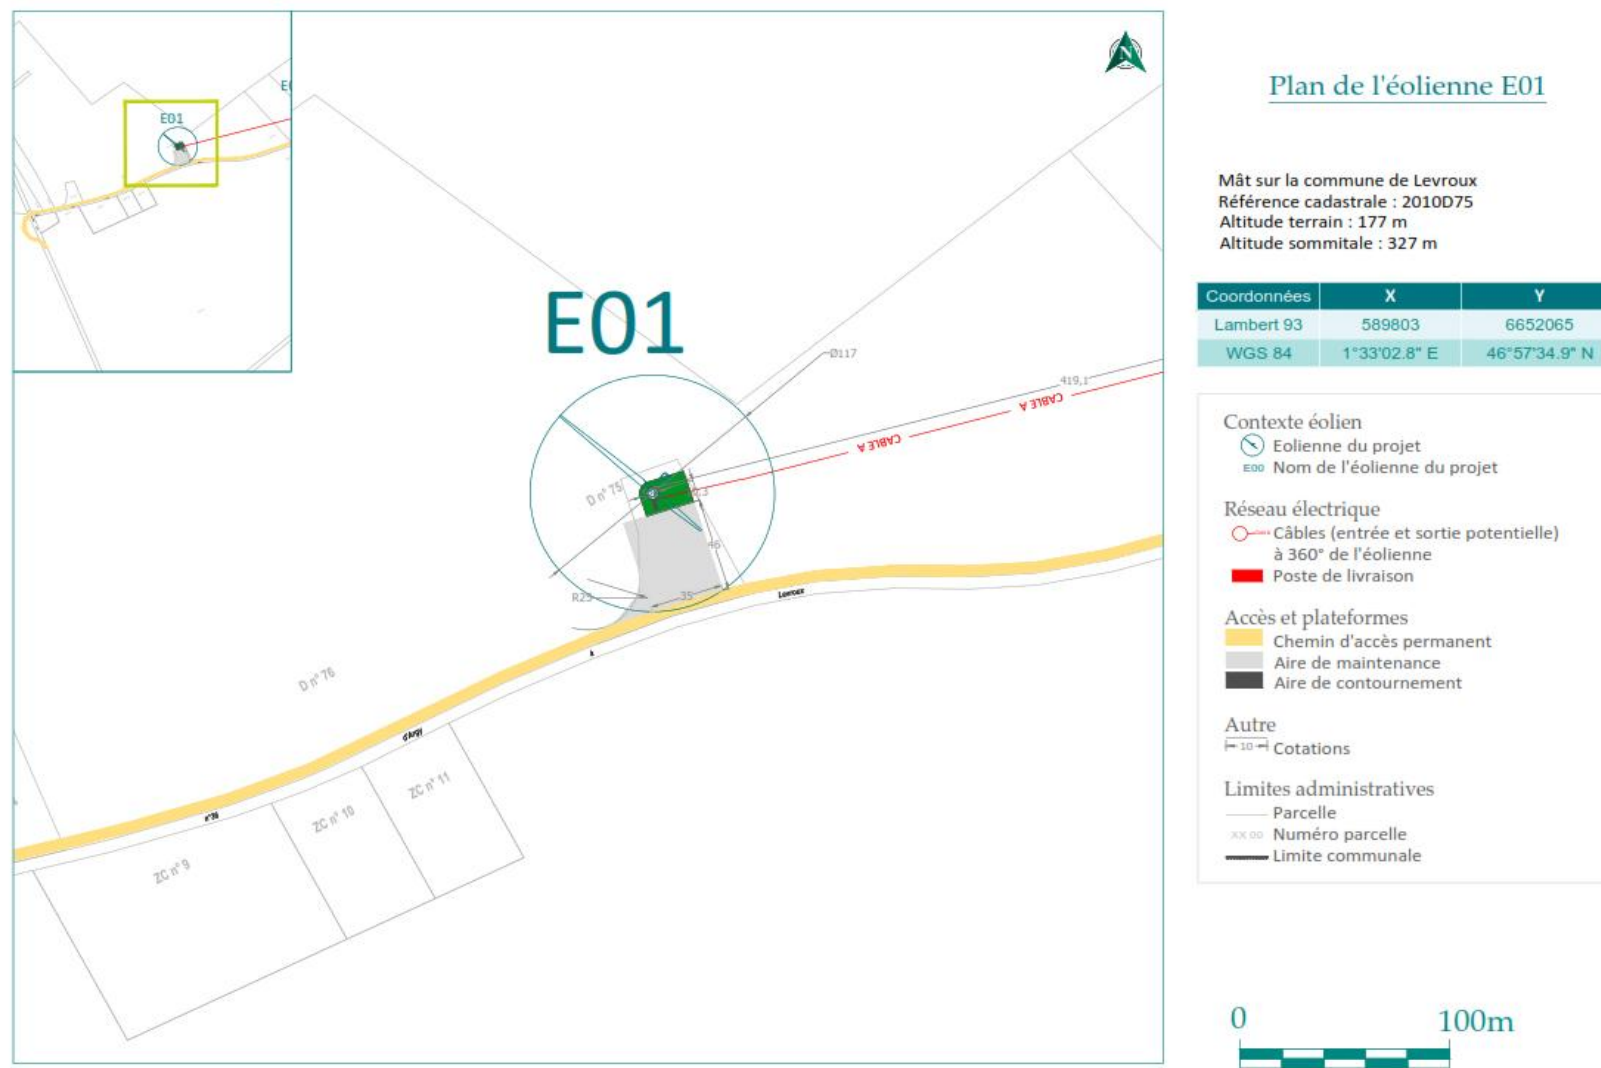 E01
E
N
E01
Ø117
419,1
CABLE A
CABLE A
D n° 75
46
R25
35
Levroux
à
D n° 76
d'Argy
n°26
ZC n° 9
ZC n° 10
ZC n° 11
Plan de l'éolienne E01
Mât sur la commune de Levroux
Référence cadastrale : 2010D75
Altitude terrain : 177 m
Altitude sommitale : 327 m
Coordonnées X Y
Lambert 93 589803 6652065
WGS 84 1°33'02.8" E 46°57'34.9" N
Contexte éolien
Eolienne du projet
E00 Nom de l'éolienne du projet
Réseau électrique
Câbles (entrée et sortie potentielle)
à 360° de l'éolienne
Poste de livraison
Accès et plateformes
Chemin d'accès permanent
Aire de maintenance
Aire de contournement
Autre
10 Cotations
Limites administratives
Parcelle
XX 00 Numéro parcelle
Limite communale
0 100m